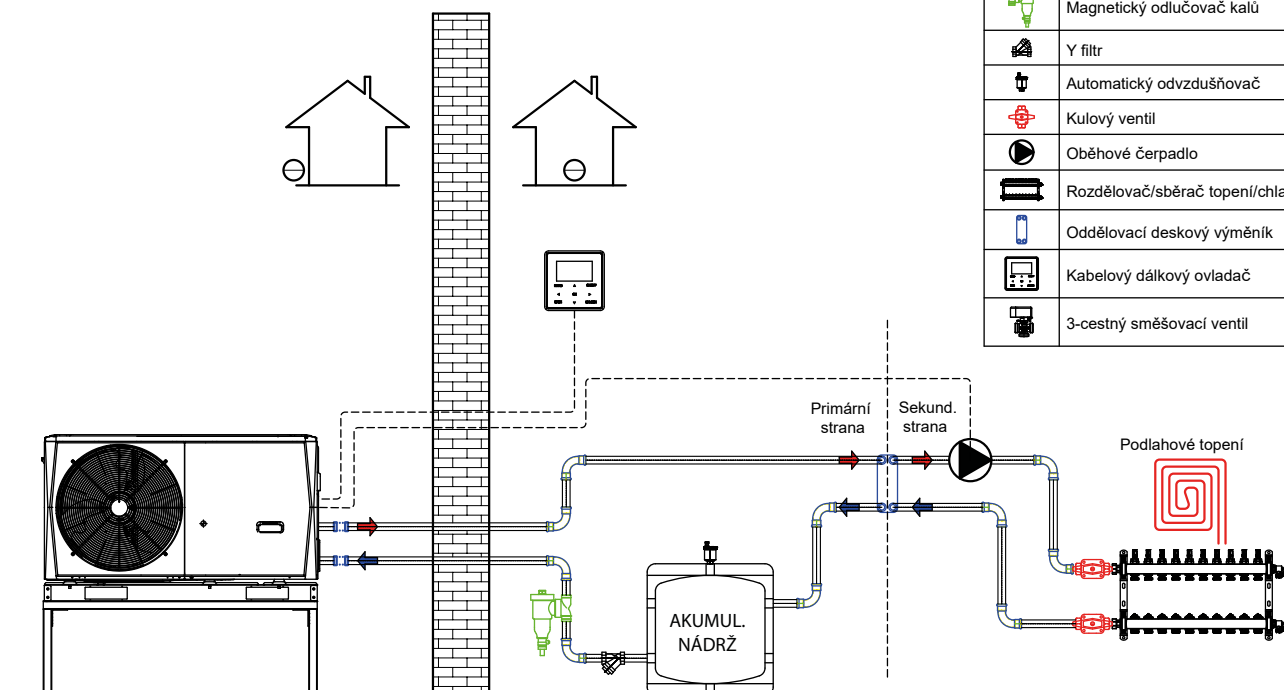 Magnetický odlučovač kalů
Y filtr
Automatický odvzdušňovač
Kulový ventil
Oběhové čerpadlo
Rozdělovač/sběrač topení/chla
Oddělovací deskový výměník
Kabelový dálkový ovladač
3-cestný směšovací ventil
Primární
strana
Sekund.
strana
Podlahové topení
AKUMUL.
NÁDRŽ